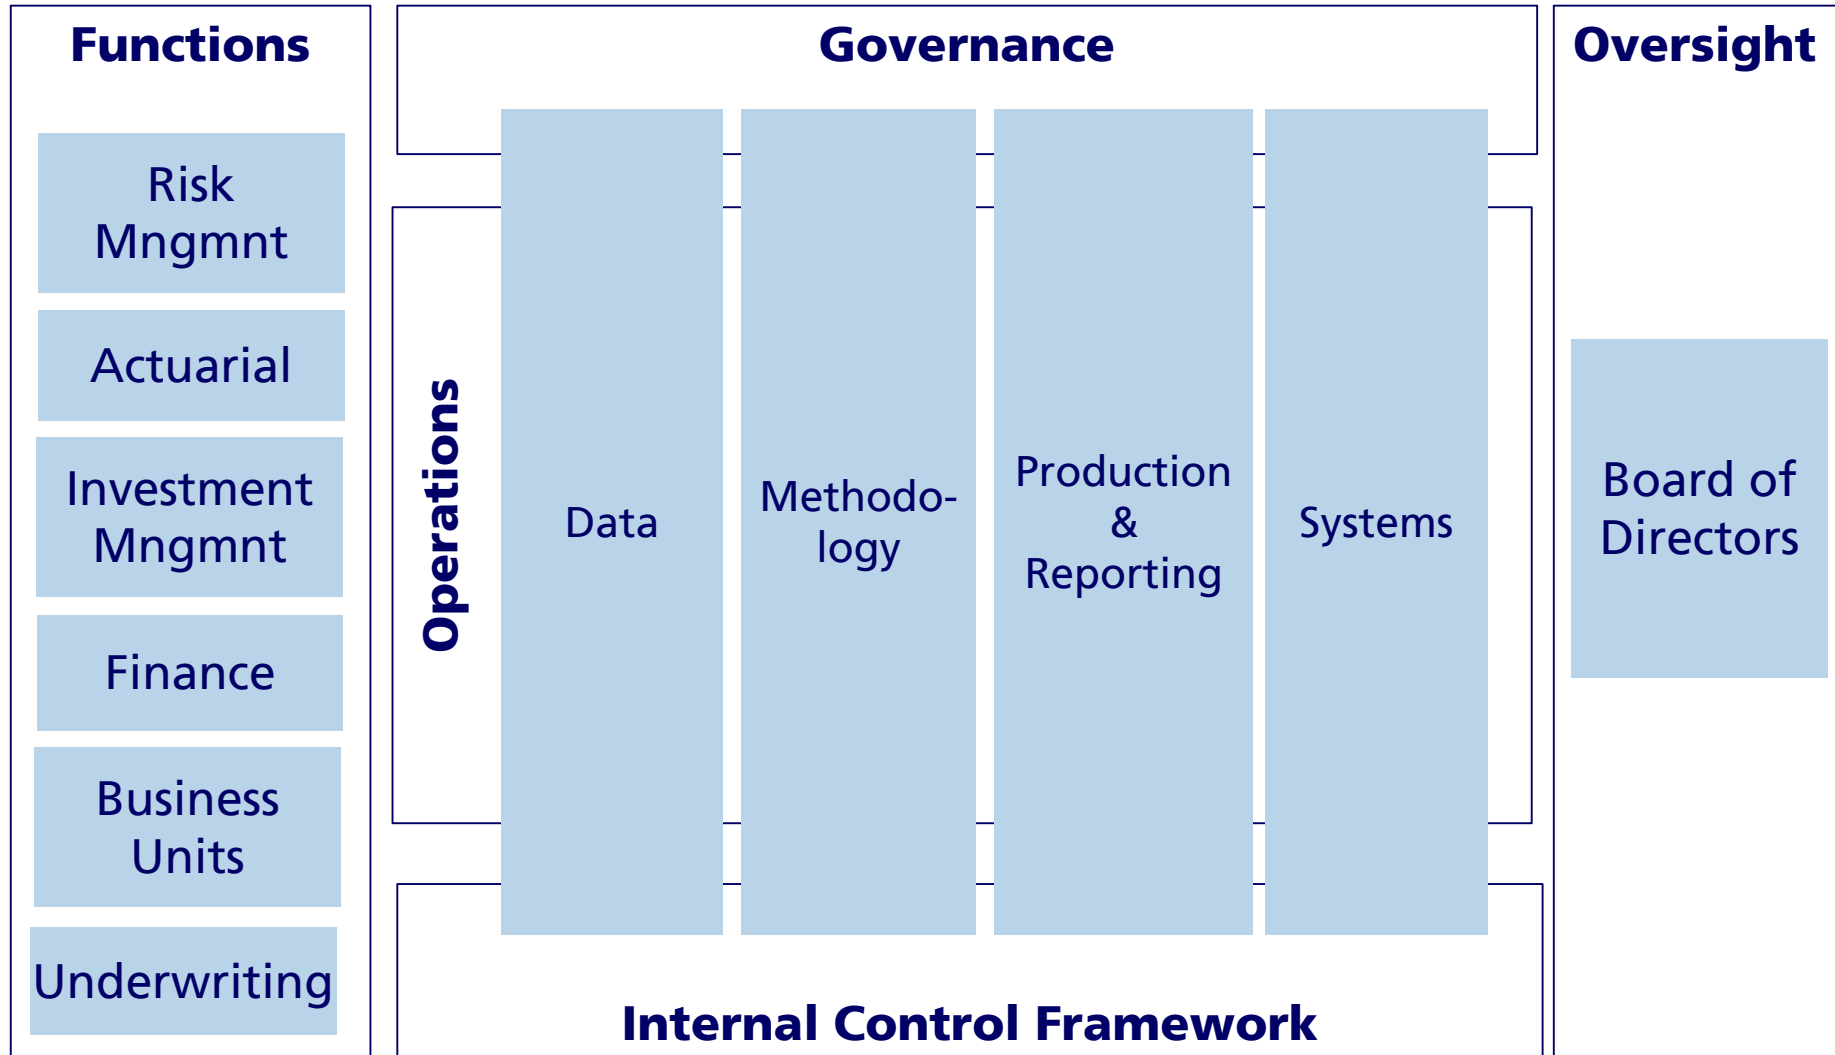 Functions
Risk
Mngmnt
Actuarial
Investment
Mngmnt
Finance
Business
Units
Underwriting
Governance
Operations
Data
Methodo-
logy
Production
&
Reporting
Systems
Internal Control Framework
Oversight
Board of
Directors